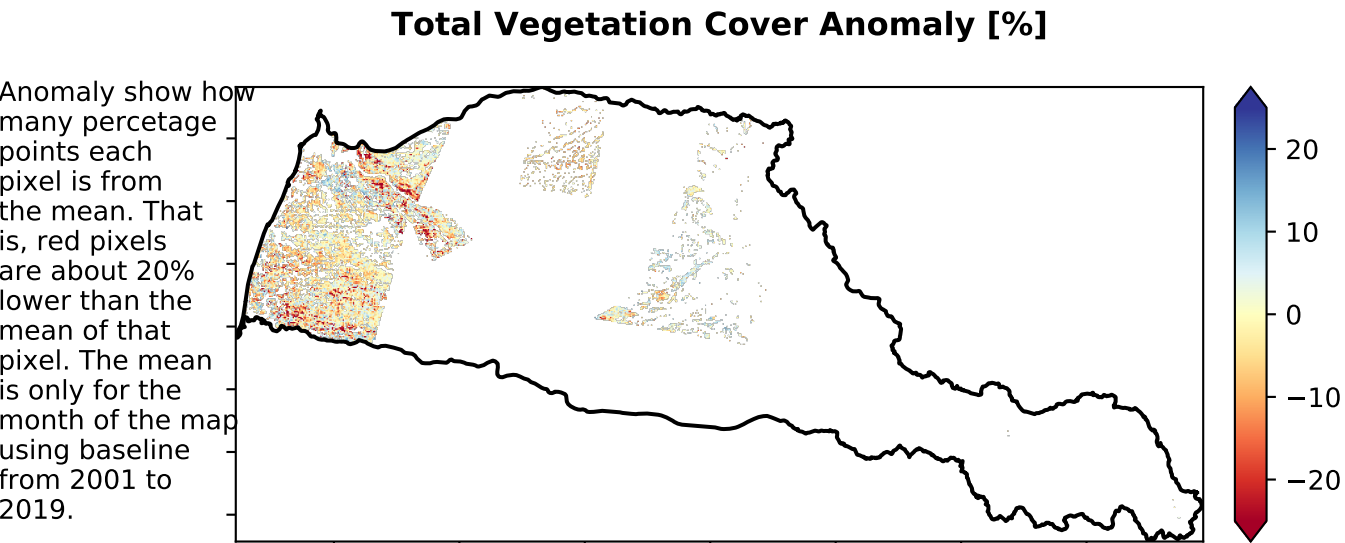 Total Vegetation Cover Anomaly [%]
Anomaly show how
many percetage
points each
pixel is from
the mean. That
is, red pixels
are about 20%
lower than the
mean of that
pixel. The mean
is only for the
month of the map
using baseline
from 2001 to
2019.
20
10
0
−10
−20